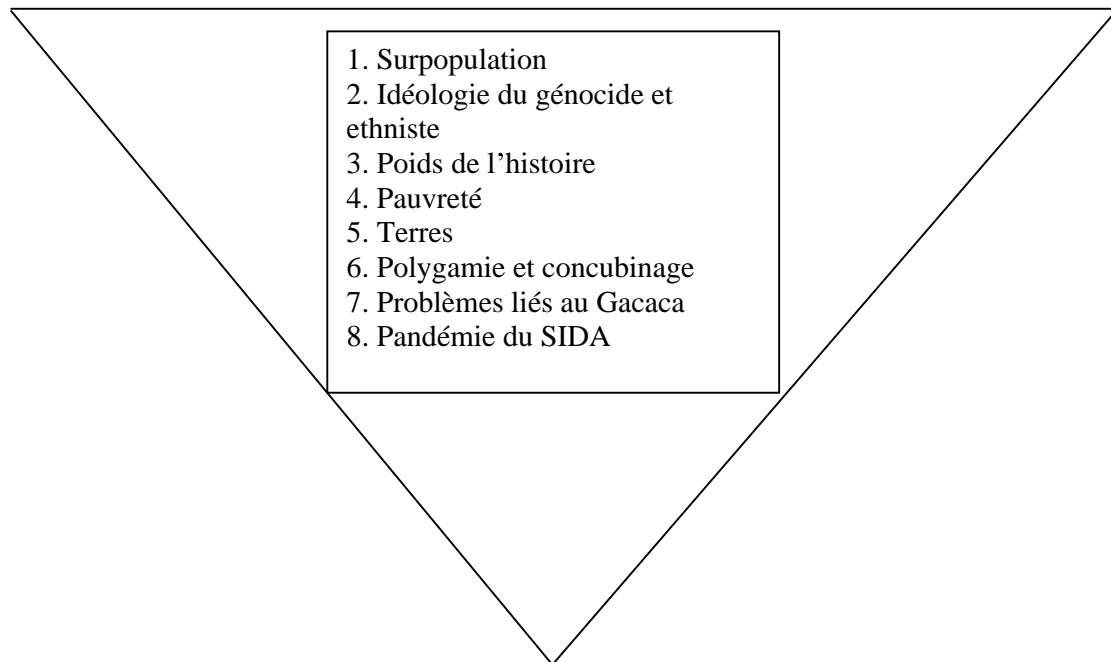 1. Surpopulation
2. Idéologie du génocide et
ethniste
3. Poids de l’histoire
4. Pauvreté
5. Terres
6. Polygamie et concubinage
7. Problèmes liés au Gacaca
8. Pandémie du SIDA